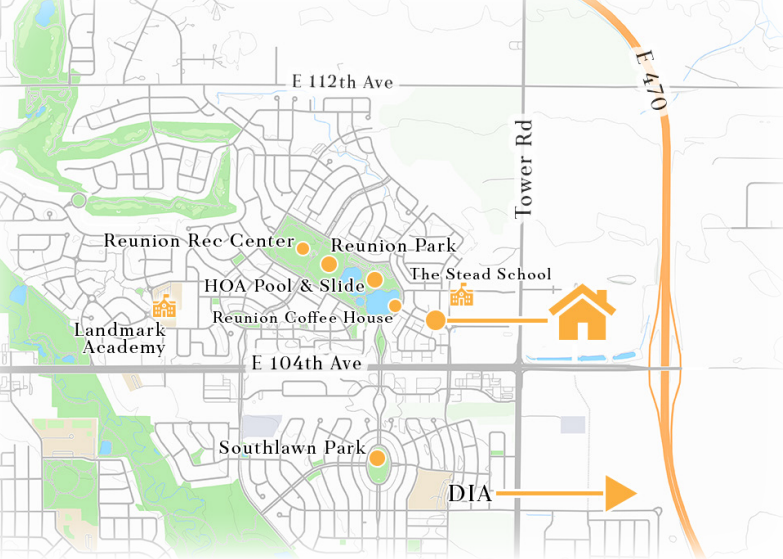 E 112th Ave
E 470
Tower Rd
Reunion Rec Center
Reunion Park
The Stead School
HOA Pool & Slide
Reunion Coffee House
Landmark
Academy
E 104th Ave
Southlawn Park
DIA